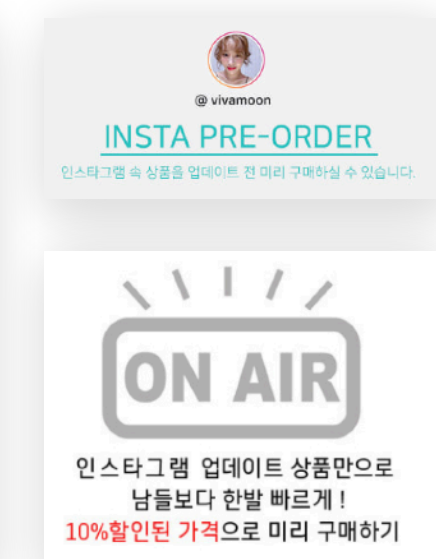 @ vivamoon
INSTA PRE-ORDER
인스타그램 속 상품을 업데이트 전 미리 구매하실 수 있습니다.
ON AIR
인스타그램 업데이트 상품만으로
남들보다 한발 빠르게 !
10%할인된 가격으로 미리 구매하기